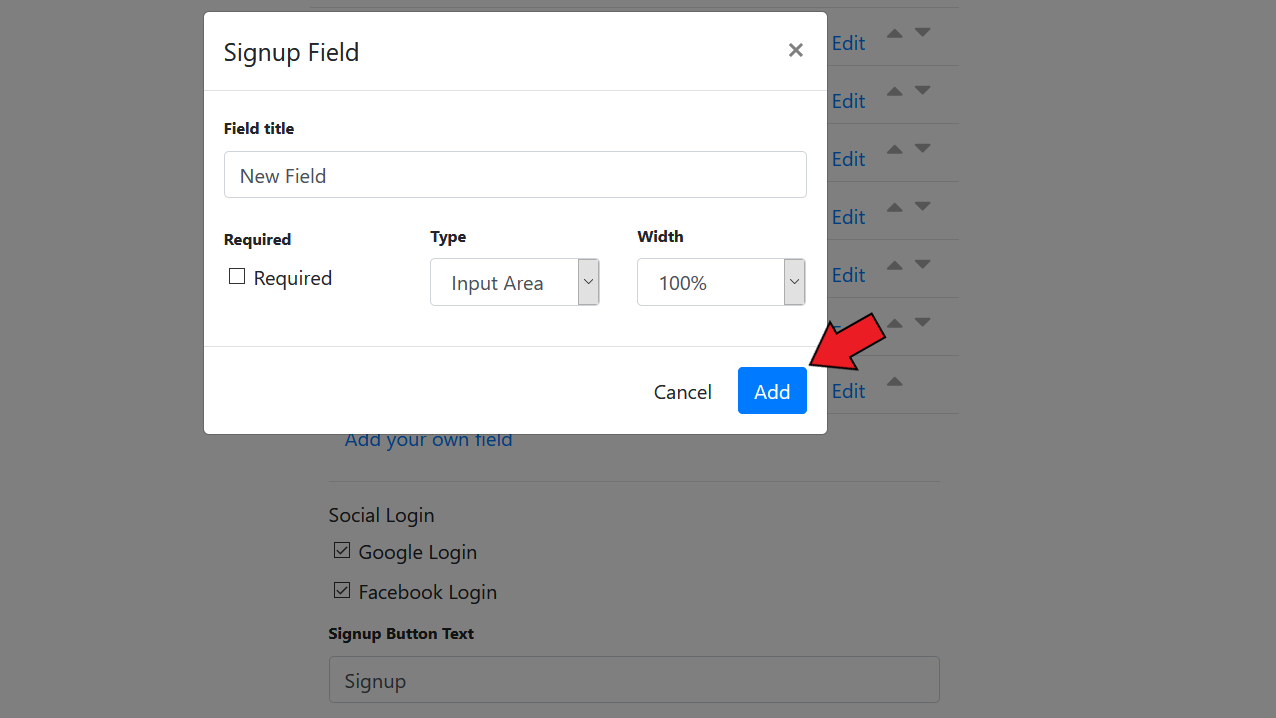 Signup Field
×
Field title
New Field
Required
Type
Width
Required
Input Area
100%
Cancel
Add
Edit
Edit
Edit
Edit
Edit
Edit
Add your own field
Social Login
Google Login
Facebook Login
Signup Button Text
Signup